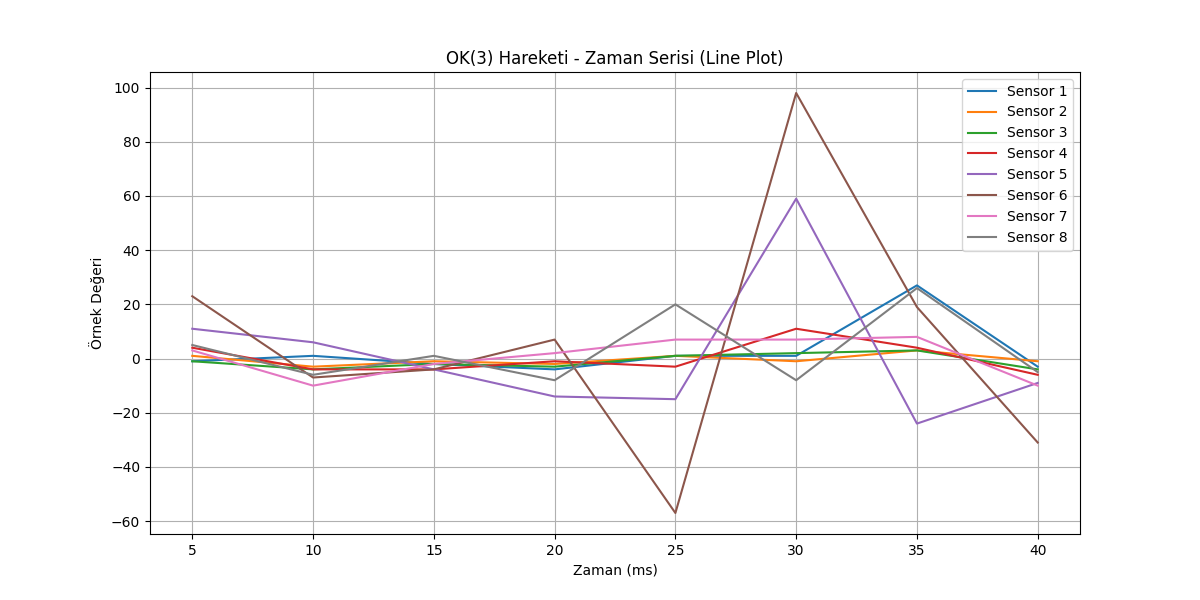 OK(3) Hareketi - Zaman Serisi (Line Plot)
Örnek Değeri
100
80
60
40
20
0
−20
−40
−60
Sensor 1
Sensor 2
Sensor 3
Sensor 4
Sensor 5
Sensor 6
Sensor 7
Sensor 8
5 10 15 20 25 30 35 40
Zaman (ms)